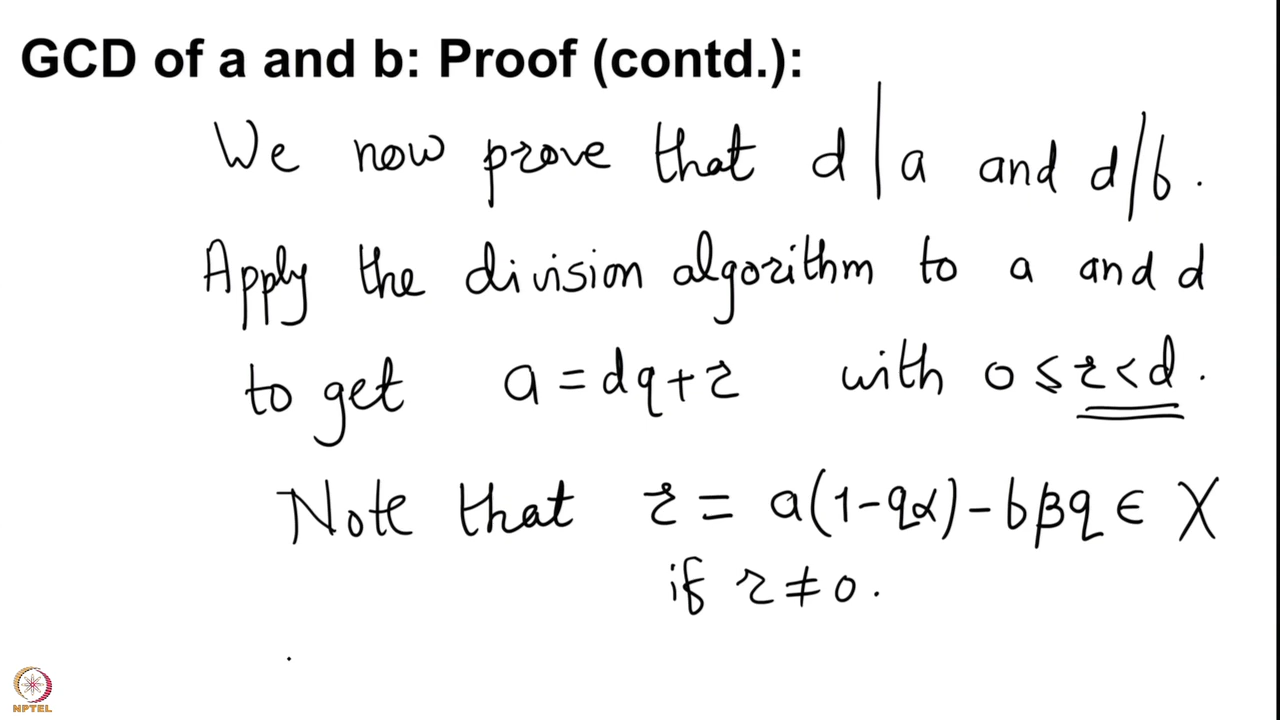 GCD of a and b: Proof (contd.):
We now prove that d | a and d | b.
Apply the division algorithm to a and d
to get a = dq + r with 0 ≤ r < d.
Note that r = a(1 - qα) - bβq ∈ X
if r ≠ 0.
NPTEL